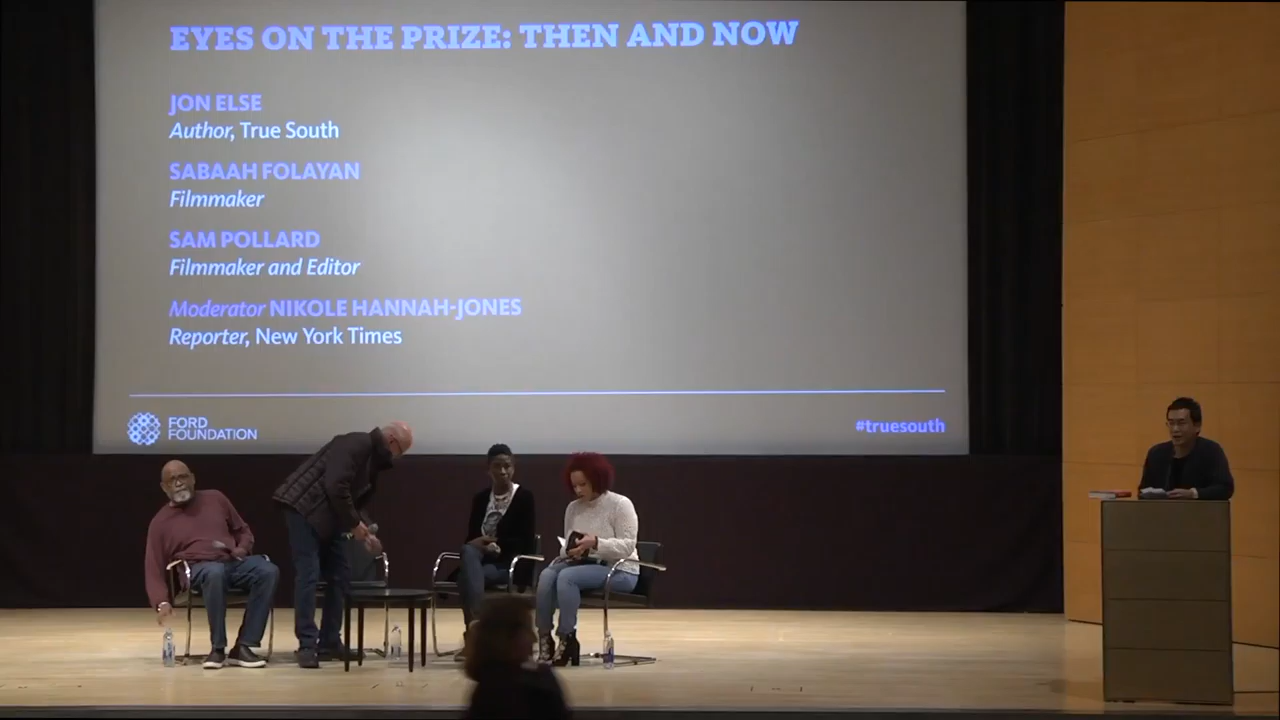 EYES ON THE PRIZE: THEN AND NOW
JON ELSE
Author, True South
SABAAH FOLAYAN
Filmmaker
SAM POLLARD
Filmmaker and Editor
Moderator NIKOLE HANNAH-JONES
Reporter, New York Times
FORD
FOUNDATION
#truesouth